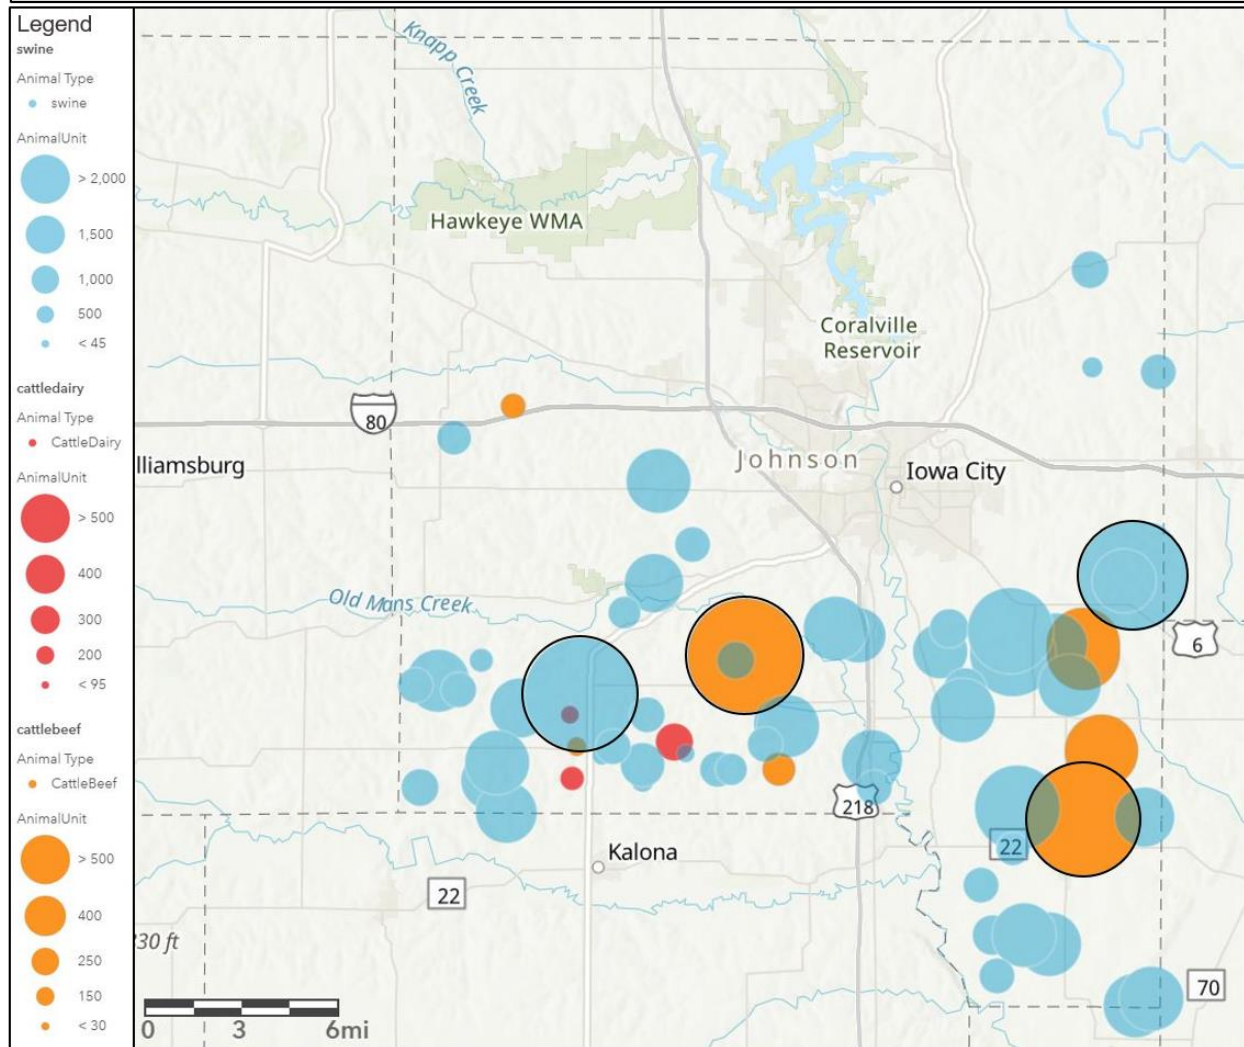 Legend
swine
Animal Type
swine
AnimalUnit
> 2,000
1,500
1,000
500
< 45
cattledairy
Animal Type
CattleDairy
AnimalUnit
> 500
400
300
200
< 95
cattlebeef
Animal Type
CattleBeef
AnimalUnit
> 500
400
250
150
< 30
Knapp Creek
Hawkeye WMA
Coralville
Reservoir
80
lliamsburg
Johnson
Iowa City
Old Mans Creek
6
218
22
Kalona
22
30 ft
70
0 3 6mi